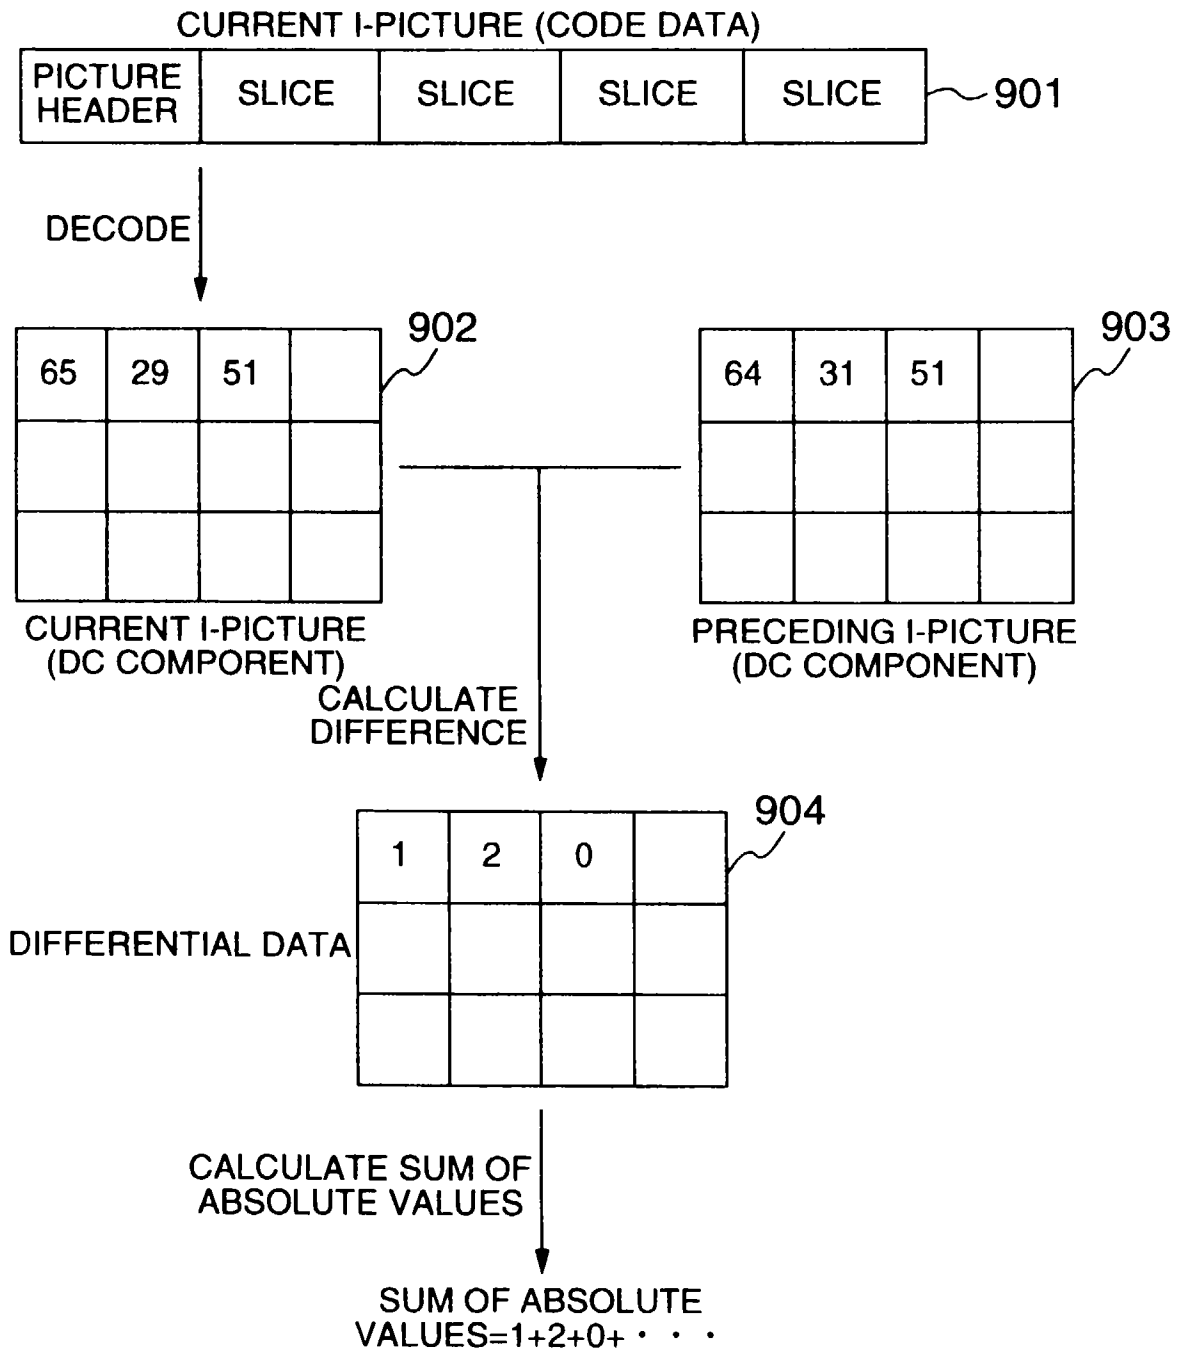 CURRENT I-PICTURE (CODE DATA)
PICTURE
HEADER
SLICE
SLICE
SLICE
SLICE
901
DECODE
902
903
65 29 51
64 31 51
CURRENT I-PICTURE
(DC COMPONENT)
PRECEDING I-PICTURE
(DC COMPONENT)
CALCULATE
DIFFERENCE
904
1 2 0
DIFFERENTIAL DATA
CALCULATE SUM OF
ABSOLUTE VALUES
SUM OF ABSOLUTE
VALUES=1+2+0+ · · ·